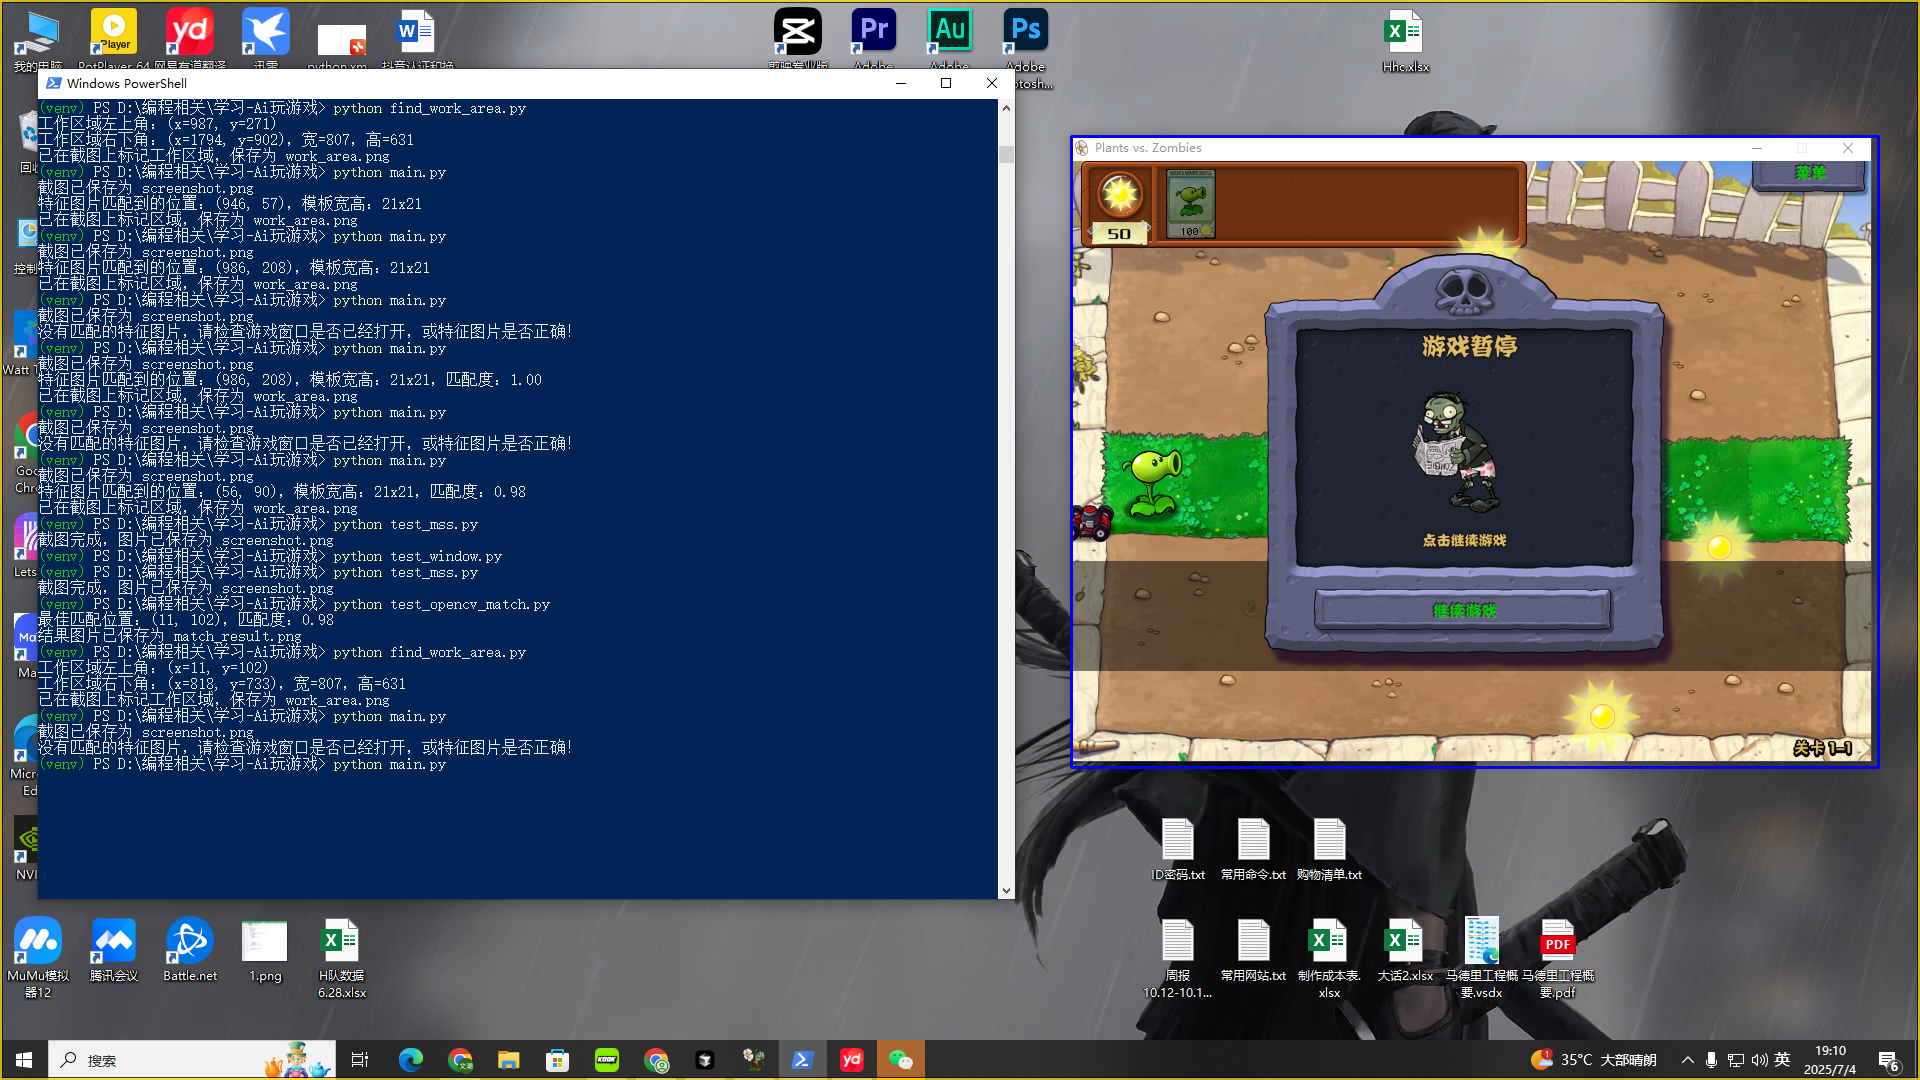 我的电脑
PotPlayer 64
网易有道翻译
迅雷
python.xm
Hhc.xlsx
Windows PowerShell
(venv) PS D:\编程相关\学习-Ai玩游戏> python find_work_area.py
工作区域左上角: (x=987, y=271)
工作区域右下角: (x=1794, y=902), 宽=807, 高=631
已在截图上标记工作区域, 保存为 work_area.png
(venv) PS D:\编程相关\学习-Ai玩游戏> python main.py
截图已保存为 screenshot.png
特征图片匹配到的位置: (946, 57), 模板宽高: 21x21
已在截图上标记区域, 保存为 work_area.png
(venv) PS D:\编程相关\学习-Ai玩游戏> python main.py
截图已保存为 screenshot.png
特征图片匹配到的位置: (986, 208), 模板宽高: 21x21
已在截图上标记区域, 保存为 work_area.png
(venv) PS D:\编程相关\学习-Ai玩游戏> python main.py
截图已保存为 screenshot.png
没有匹配的特征图片, 请检查游戏窗口是否已经打开, 或特征图片是否正确!
(venv) PS D:\编程相关\学习-Ai玩游戏> python main.py
截图已保存为 screenshot.png
特征图片匹配到的位置: (986, 208), 模板宽高: 21x21, 匹配度: 1.00
已在截图上标记区域, 保存为 work_area.png
(venv) PS D:\编程相关\学习-Ai玩游戏> python main.py
截图已保存为 screenshot.png
没有匹配的特征图片, 请检查游戏窗口是否已经打开, 或特征图片是否正确!
(venv) PS D:\编程相关\学习-Ai玩游戏> python main.py
截图已保存为 screenshot.png
特征图片匹配到的位置: (56, 90), 模板宽高: 21x21, 匹配度: 0.98
已在截图上标记区域, 保存为 work_area.png
(venv) PS D:\编程相关\学习-Ai玩游戏> python test_mss.py
截图完成, 图片已保存为 screenshot.png
(venv) PS D:\编程相关\学习-Ai玩游戏> python test_window.py
(venv) PS D:\编程相关\学习-Ai玩游戏> python test_mss.py
截图完成, 图片已保存为 screenshot.png
(venv) PS D:\编程相关\学习-Ai玩游戏> python test_opencv_match.py
最佳匹配位置: (11, 102), 匹配度: 0.98
结果图片已保存为 match_result.png
(venv) PS D:\编程相关\学习-Ai玩游戏> python find_work_area.py
工作区域左上角: (x=11, y=102)
工作区域右下角: (x=818, y=733), 宽=807, 高=631
已在截图上标记工作区域, 保存为 work_area.png
(venv) PS D:\编程相关\学习-Ai玩游戏> python main.py
截图已保存为 screenshot.png
没有匹配的特征图片, 请检查游戏窗口是否已经打开, 或特征图片是否正确!
(venv) PS D:\编程相关\学习-Ai玩游戏> python main.py
Plants vs. Zombies
菜单
50
100
游戏暂停
点击继续游戏
继续游戏
关卡 1-1
ID密码.txt
常用命令.txt
购物清单.txt
MuMu模拟器12
腾讯会议
Battle.net
1.png
H队数据6.28.xlsx
周报10.12-10.1...
常用网站.txt
制作成本表.xlsx
大话2.xlsx
马德里工程概要.vsdx
马德里工程概要.pdf
搜索
35°C 大部晴朗
英
19:10
2025/7/4
6